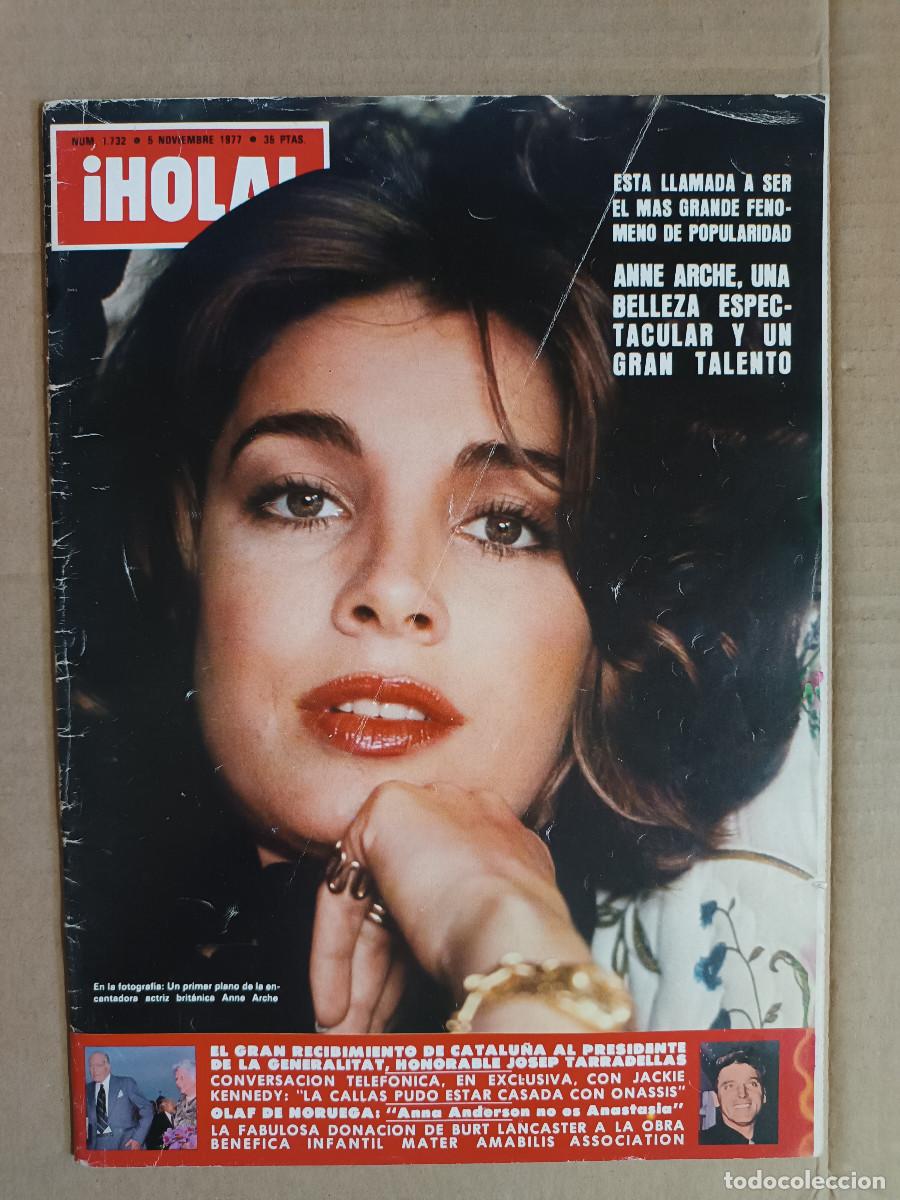 NUM. 1.732 • 5 NOVIEMBRE 1977 • 35 PTAS.
¡HOLA!
ESTA LLAMADA A SER
EL MAS GRANDE FENO-
MENO DE POPULARIDAD
ANNE ARCHE, UNA
BELLEZA ESPEC-
TACULAR Y UN
GRAN TALENTO
En la fotografía: Un primer plano de la en-
cantadora actriz británica Anne Arche
EL GRAN RECIBIMIENTO DE CATALUÑA AL PRESIDENTE
DE LA GENERALITAT, HONORABLE JOSEP TARRADELLAS
CONVERSACION TELEFONICA, EN EXCLUSIVA, CON JACKIE
KENNEDY: "LA CALLAS PUDO ESTAR CASADA CON ONASSIS"
OLAF DE NORUEGA: "Anna Anderson no es Anastasia"
LA FABULOSA DONACION DE BURT LANCASTER A LA OBRA
BENEFICA INFANTIL MATER AMABILIS ASSOCIATION
todocoleccion